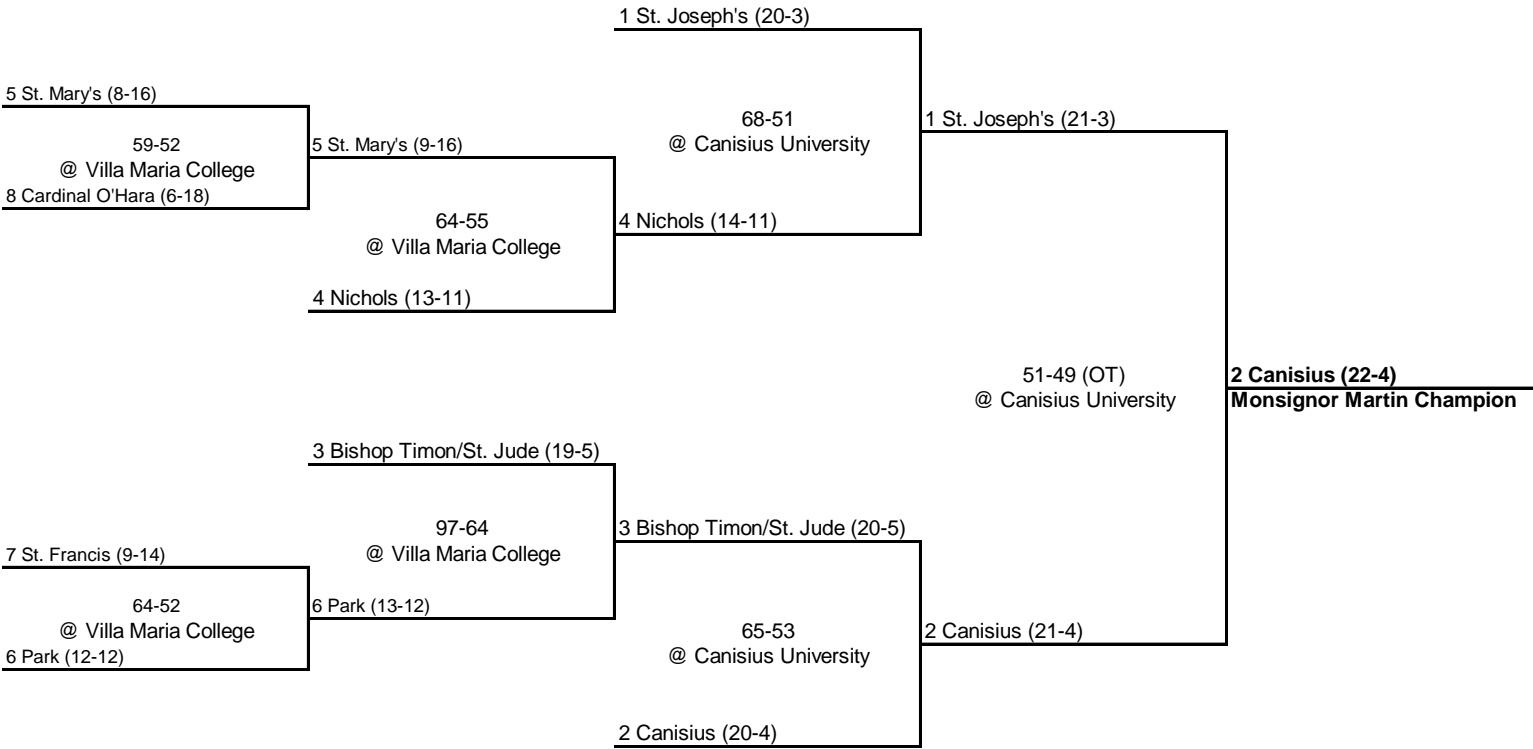 1 St. Joseph's (20-3)
5 St. Mary's (8-16)
59-52
@ Villa Maria College
8 Cardinal O'Hara (6-18)
5 St. Mary's (9-16)
64-55
@ Villa Maria College
4 Nichols (13-11)
68-51
@ Canisius University
4 Nichols (14-11)
1 St. Joseph's (21-3)
51-49 (OT)
@ Canisius University
2 Canisius (22-4)
Monsignor Martin Champion
3 Bishop Timon/St. Jude (19-5)
97-64
@ Villa Maria College
7 St. Francis (9-14)
64-52
@ Villa Maria College
6 Park (12-12)
6 Park (13-12)
3 Bishop Timon/St. Jude (20-5)
65-53
@ Canisius University
2 Canisius (21-4)
2 Canisius (20-4)